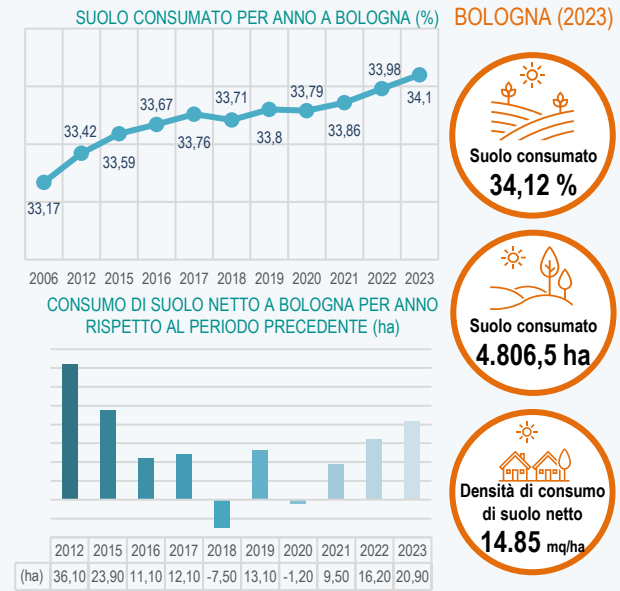 SUOLO CONSUMATO PER ANNO A BOLOGNA (%)
33,17
33,42
33,59
33,67
33,76
33,71
33,8
33,79
33,86
33,98
34,1
2006 2012 2015 2016 2017 2018 2019 2020 2021 2022 2023
CONSUMO DI SUOLO NETTO A BOLOGNA PER ANNO
RISPETTO AL PERIODO PRECEDENTE (ha)
2012 2015 2016 2017 2018 2019 2020 2021 2022 2023
(ha) 36,10 23,90 11,10 12,10 -7,50 13,10 -1,20 9,50 16,20 20,90
BOLOGNA (2023)
Suolo consumato
34,12 %
Suolo consumato
4.806,5 ha
Densità di consumo
di suolo netto
14.85 mq/ha